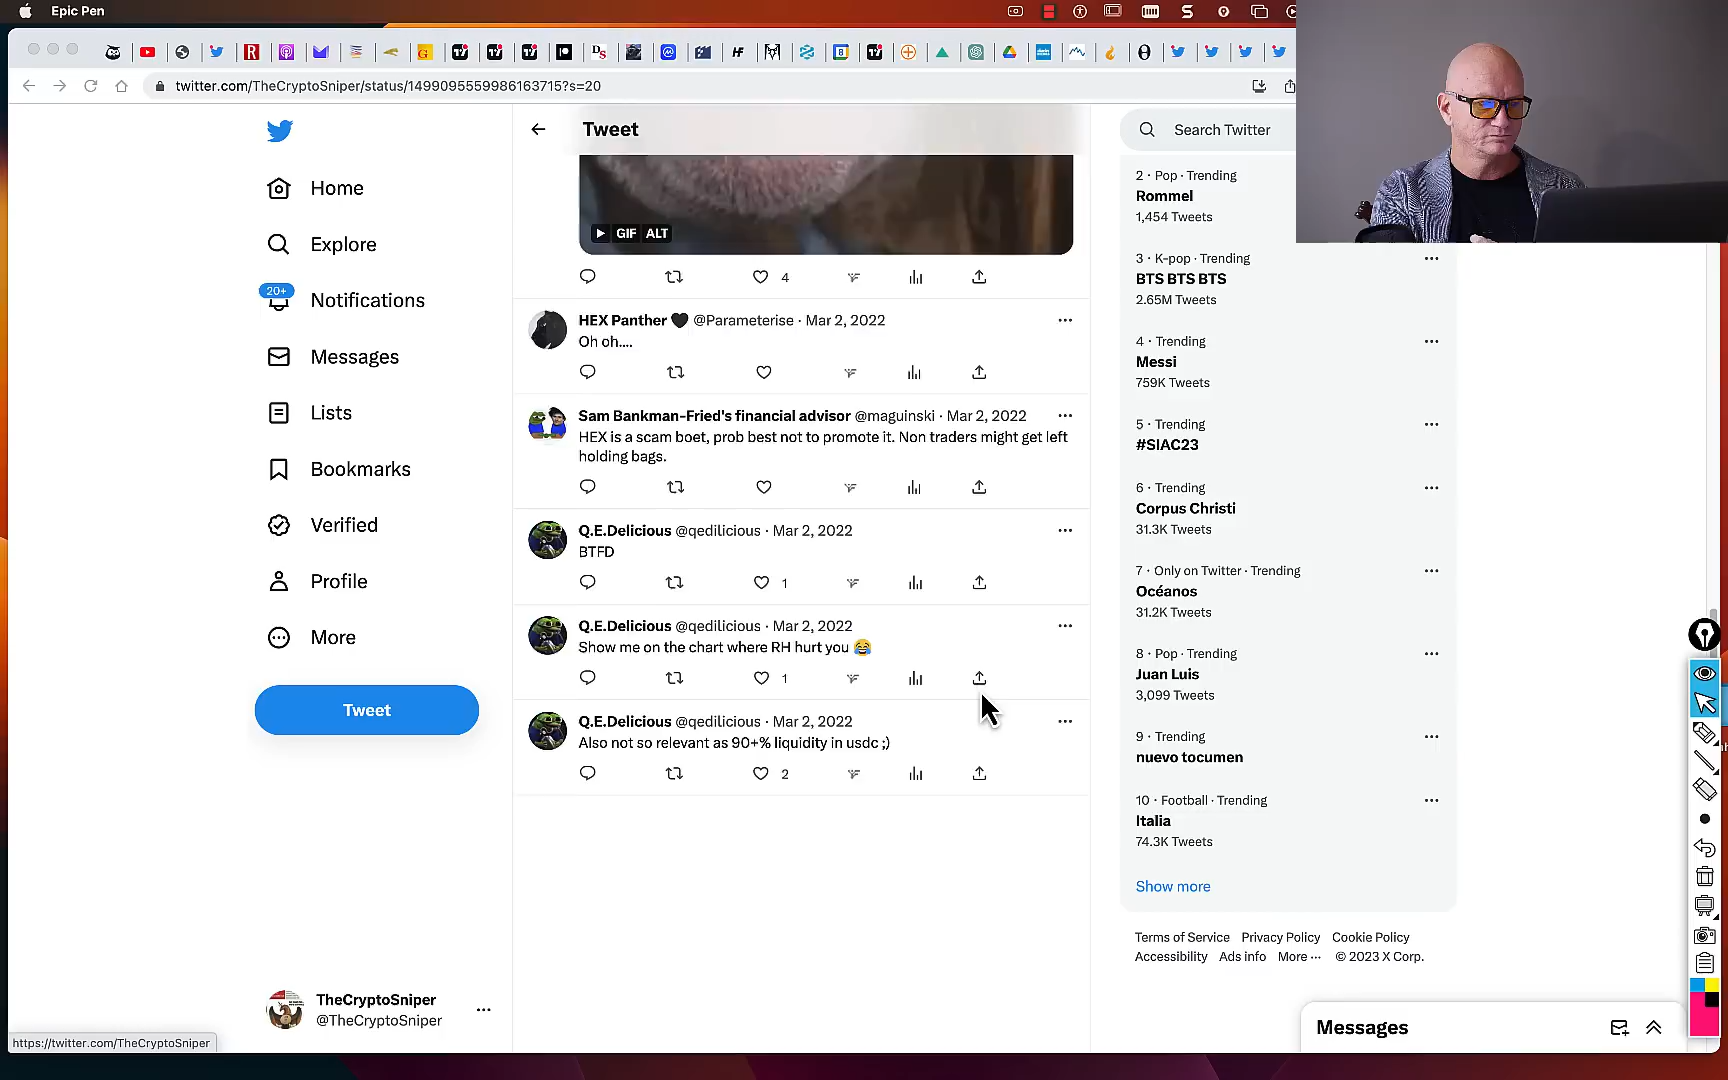 Epic Pen
twitter.com/TheCryptoSniper/status/1499095559986163715?s=20
Home
Explore
20+
Notifications
Messages
Lists
Bookmarks
Verified
Profile
More
Tweet
TheCryptoSniper
@TheCryptoSniper
https://twitter.com/TheCryptoSniper
Tweet
GIF ALT
4
HEX Panther 🖤 @Parameterise · Mar 2, 2022
Oh oh....
Sam Bankman-Fried's financial advisor @maguinski · Mar 2, 2022
HEX is a scam boet, prob best not to promote it. Non traders might get left
holding bags.
Q.E.Delicious @qedilicious · Mar 2, 2022
BTFD
1
Q.E.Delicious @qedilicious · Mar 2, 2022
Show me on the chart where RH hurt you 😂
1
Q.E.Delicious @qedilicious · Mar 2, 2022
Also not so relevant as 90+% liquidity in usdc ;)
2
Search Twitter
2 · Pop · Trending
Rommel
1,454 Tweets
3 · K-pop · Trending
BTS BTS BTS
2.65M Tweets
4 · Trending
Messi
759K Tweets
5 · Trending
#SIAC23
6 · Trending
Corpus Christi
31.3K Tweets
7 · Only on Twitter · Trending
Océanos
31.2K Tweets
8 · Pop · Trending
Juan Luis
3,099 Tweets
9 · Trending
nuevo tocumen
10 · Football · Trending
Italia
74.3K Tweets
Show more
Terms of Service Privacy Policy Cookie Policy
Accessibility Ads info More ··· © 2023 X Corp.
Messages